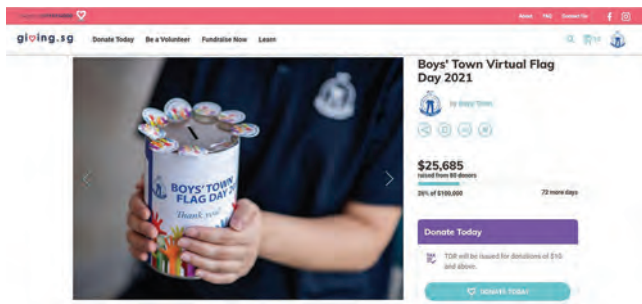 About FAQ Contact Us
giving.sg Donate Today Be a Volunteer Fundraise Now Learn
Boys' Town Virtual Flag
Day 2021
by Boys Town
$25,685
raised from 80 donors
25% of $100,000 72 more days
Donate Today
TDR will be issued for donations of $10
and above.
DONATE TODAY
BOYS' TOWN
FLAG DAY
Thank you!